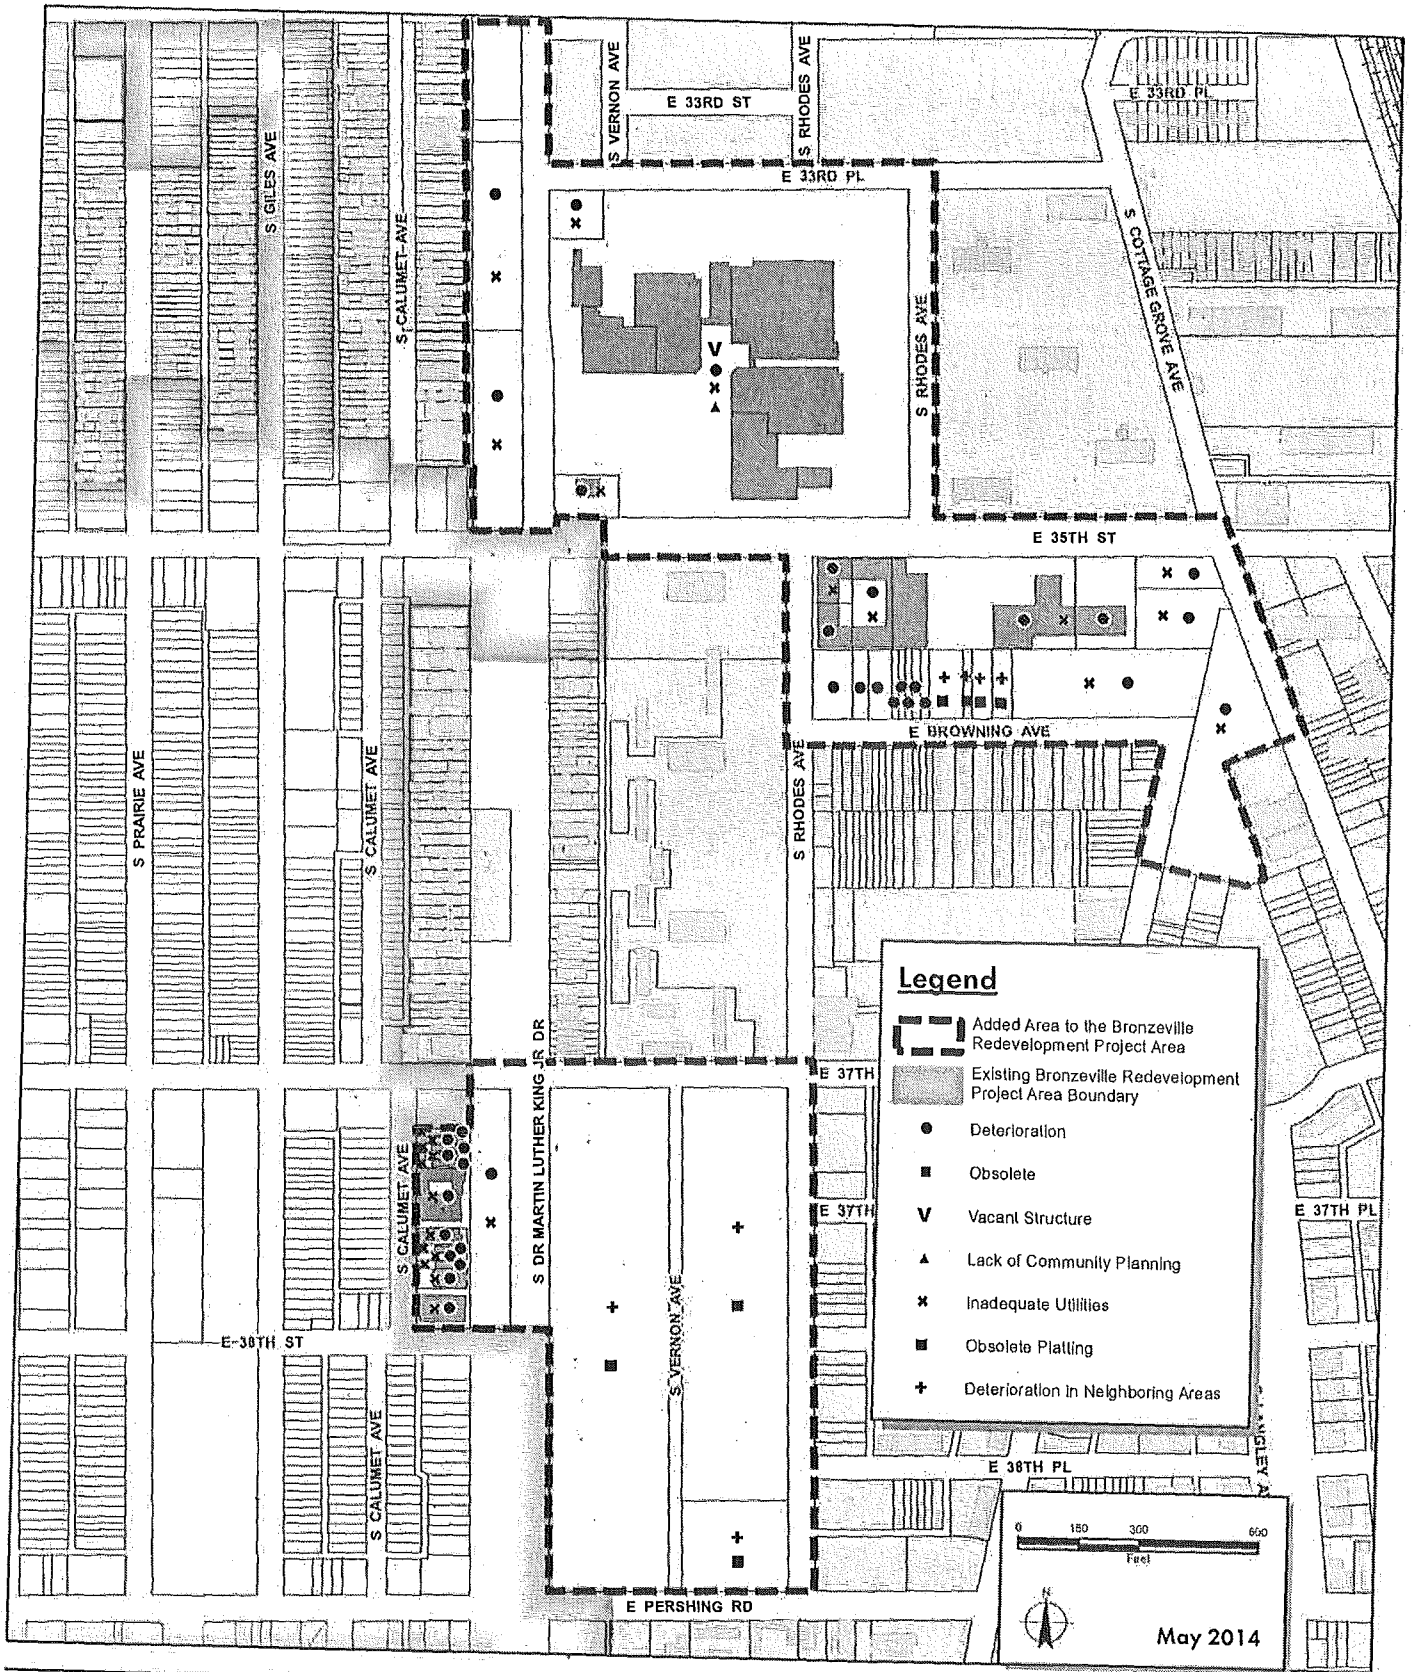 S VERNON AVE
S RHODES AVE
E 33RD ST
E 33RD PL
S GILES AVE
E 33RD PL
S CALUMET AVE
S COTTAGE GROVE AVE
S RHODES AVE
V
E 35TH ST
E BROWNING AVE
S PRAIRIE AVE
S CALUMET AVE
S RHODES AVE
Legend
Added Area to the Bronzeville
Redevelopment Project Area
Existing Bronzeville Redevelopment
Project Area Boundary
Deterioration
Obsolete
V Vacant Structure
Lack of Community Planning
Inadequate Utilities
Obsolete Platting
Deterioration In Neighboring Areas
S DR MARTIN LUTHER KING JR DR
E 37TH
S CALUMET AVE
E 37TH
E 37TH PL
S VERNON AVE
E 38TH ST
S CALUMET AVE
E 38TH PL
LANGLEY A
E PERSHING RD
0 150 300 600
Feet
N
May 2014